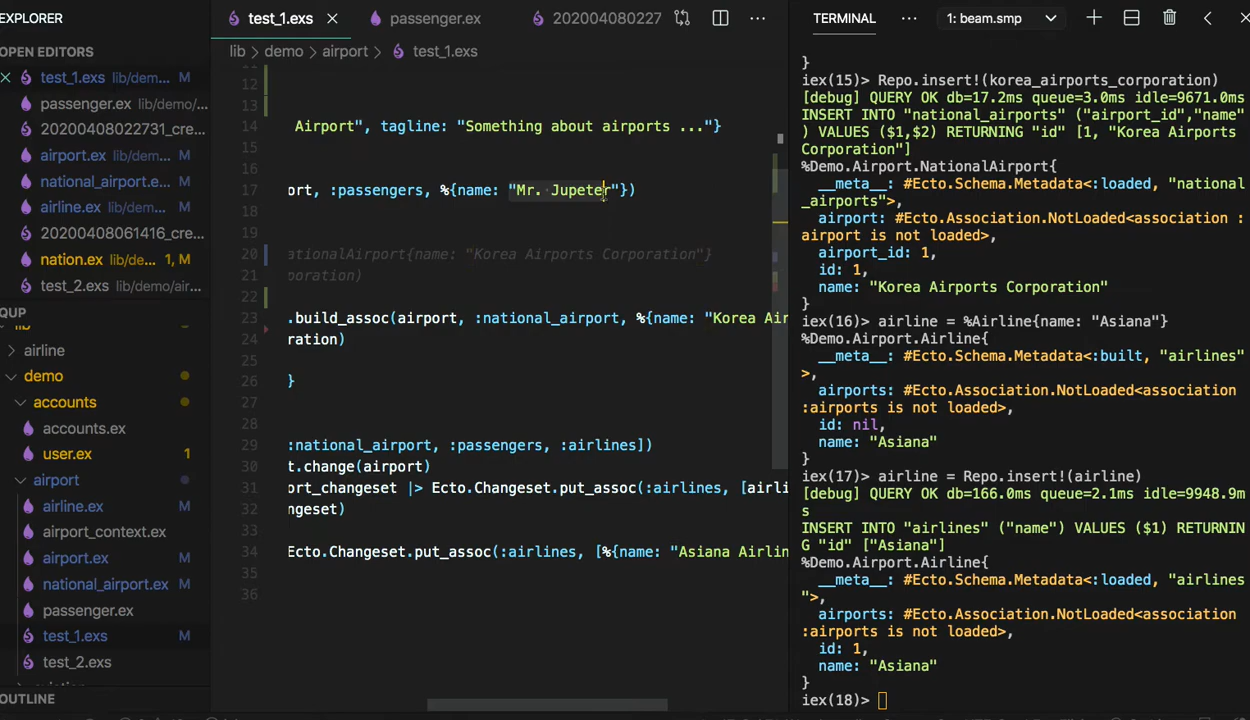 EXPLORER
OPEN EDITORS
test_1.exs lib/dem... M
passenger.ex lib/demo/...
20200408022731_cre...
airport.ex lib/dem... M
national_airport.e... M
airline.ex lib/dem... M
20200408061416_cre...
nation.ex lib/de... 1, M
test_2.exs lib/demo/air...
QUP
lib
airline
demo
accounts
accounts.ex
user.ex 1
airport
airline.ex M
airport_context.ex
airport.ex M
national_airport.ex M
passenger.ex
test_1.exs M
test_2.exs
OUTLINE
test_1.exs
passenger.ex
202004080227
lib > demo > airport > test_1.exs
12
13
14 Airport", tagline: "Something about airports ..."}
15
16
17 ort, :passengers, %{name: "Mr. Jupeter"})
18
19
20 ationalAirport{name: "Korea Airports Corporation"}
21 poration)
22
23 .build_assoc(airport, :national_airport, %{name: "Korea Air
24 ration)
25
26 }
27
28
29 :national_airport, :passengers, :airlines])
30 t.change(airport)
31 ort_changeset |> Ecto.Changeset.put_assoc(:airlines, [airli
32 ngeset)
33
34 Ecto.Changeset.put_assoc(:airlines, [%{name: "Asiana Airlin
35
36
TERMINAL
1: beam.smp
}
iex(15)> Repo.insert!(korea_airports_corporation)
[debug] QUERY OK db=17.2ms queue=3.0ms idle=9671.0ms
INSERT INTO "national_airports" ("airport_id","name"
) VALUES ($1,$2) RETURNING "id" [1, "Korea Airports
Corporation"]
%Demo.Airport.NationalAirport{
__meta__: #Ecto.Schema.Metadata<:loaded, "national
_airports">,
airport: #Ecto.Association.NotLoaded<association :
airport is not loaded>,
airport_id: 1,
id: 1,
name: "Korea Airports Corporation"
}
iex(16)> airline = %Airline{name: "Asiana"}
%Demo.Airport.Airline{
__meta__: #Ecto.Schema.Metadata<:built, "airlines"
>,
airports: #Ecto.Association.NotLoaded<association
:airports is not loaded>,
id: nil,
name: "Asiana"
}
iex(17)> airline = Repo.insert!(airline)
[debug] QUERY OK db=166.0ms queue=2.1ms idle=9948.9m
s
INSERT INTO "airlines" ("name") VALUES ($1) RETURNIN
G "id" ["Asiana"]
%Demo.Airport.Airline{
__meta__: #Ecto.Schema.Metadata<:loaded, "airlines
">,
airports: #Ecto.Association.NotLoaded<association
:airports is not loaded>,
id: 1,
name: "Asiana"
}
iex(18)>